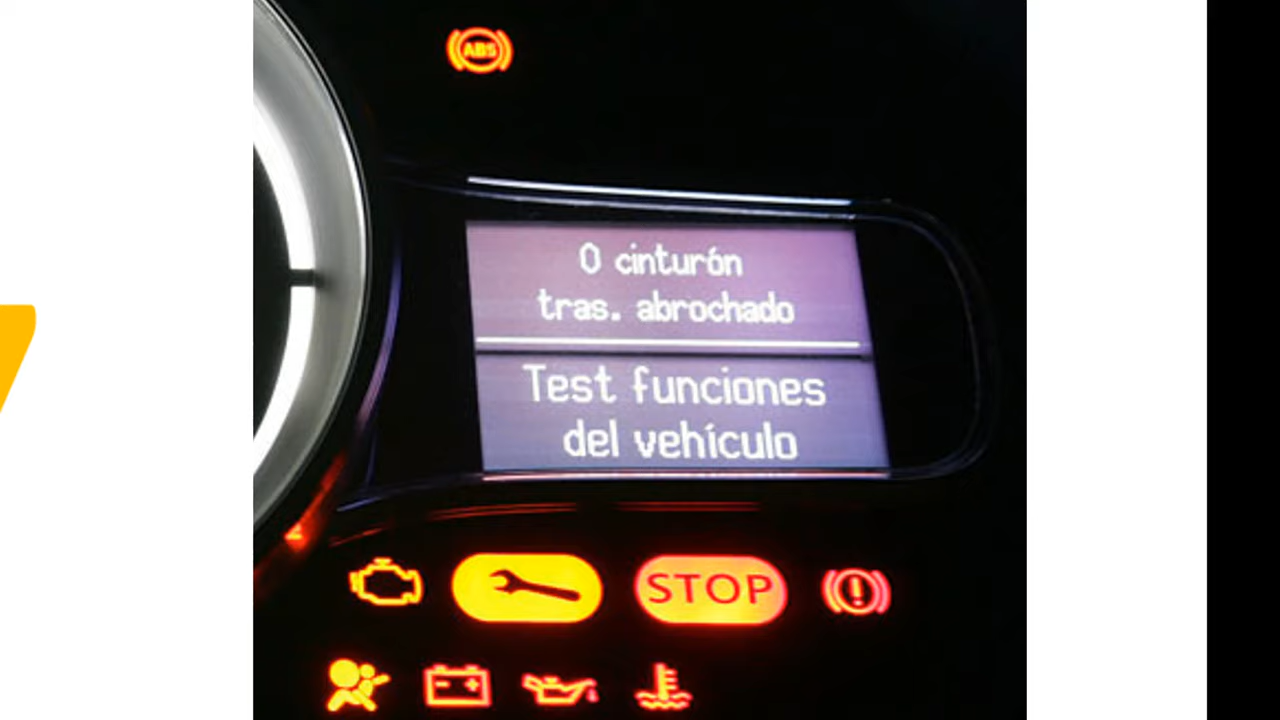 ABS
0 cinturón
tras. abrochado
Test funciones
del vehículo
STOP